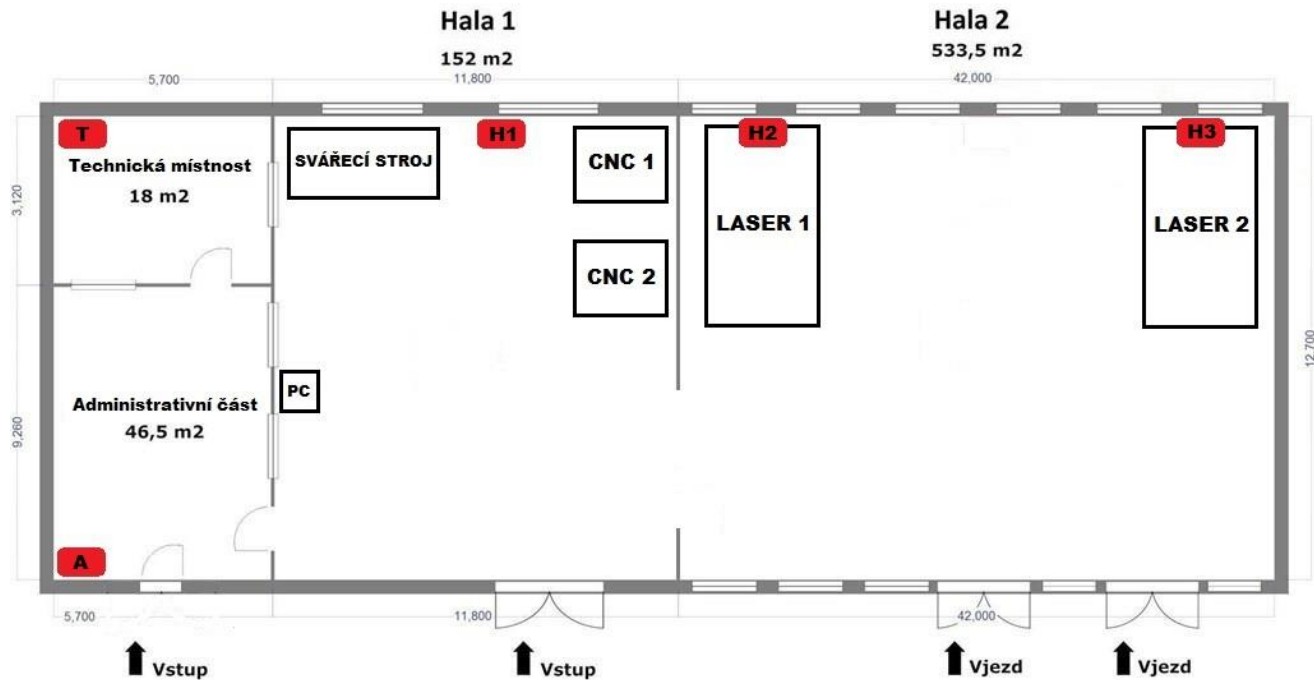 Hala 1
152 m2
Hala 2
533,5 m2
5,700
11,800
42,000
T
Technická místnost
18 m2
SVÁŘECÍ STROJ
H1
CNC 1
H2
LASER 1
H3
LASER 2
3,120
CNC 2
12,700
PC
Administrativní část
46,5 m2
9,260
A
5,700
11,800
42,000
Vstup
Vstup
Vjezd
Vjezd